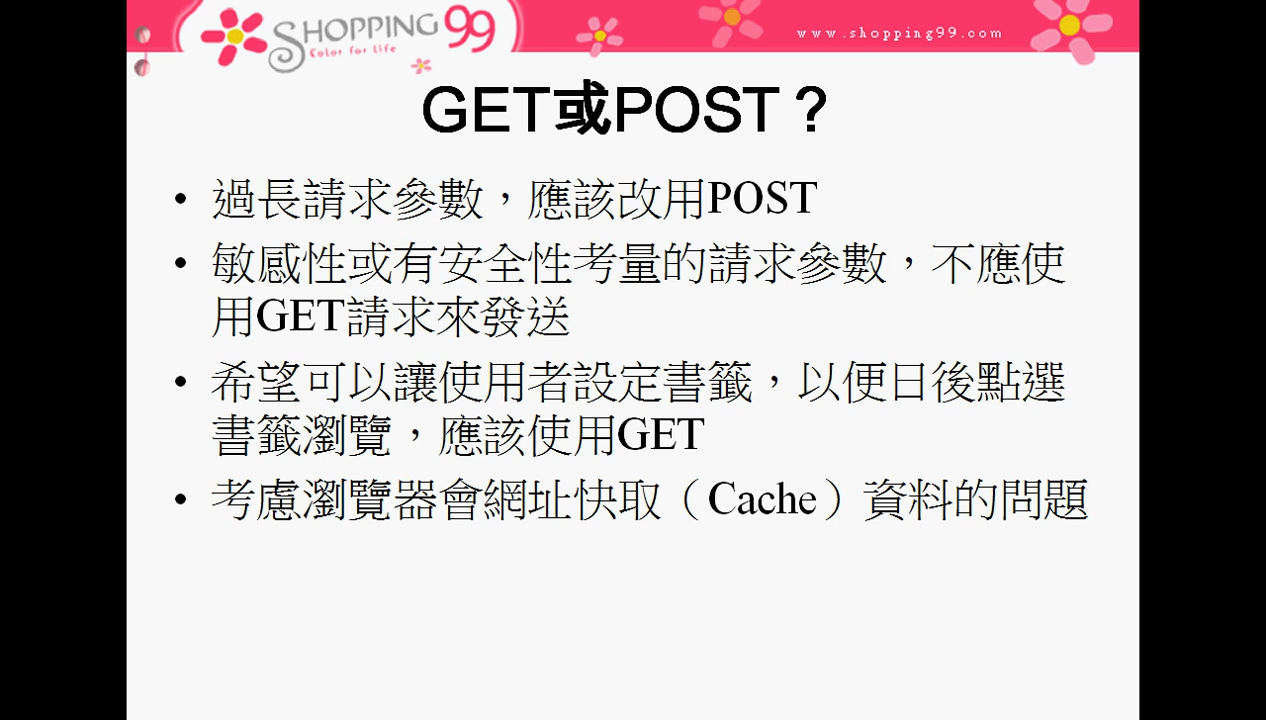 SHOPPING 99
Color for Life
www.shopping99.com
GET或POST？
• 過長請求參數，應該改用POST
• 敏感性或有安全性考量的請求參數，不應使
用GET請求來發送
• 希望可以讓使用者設定書籤，以便日後點選
書籤瀏覽，應該使用GET
• 考慮瀏覽器會網址快取（Cache）資料的問題